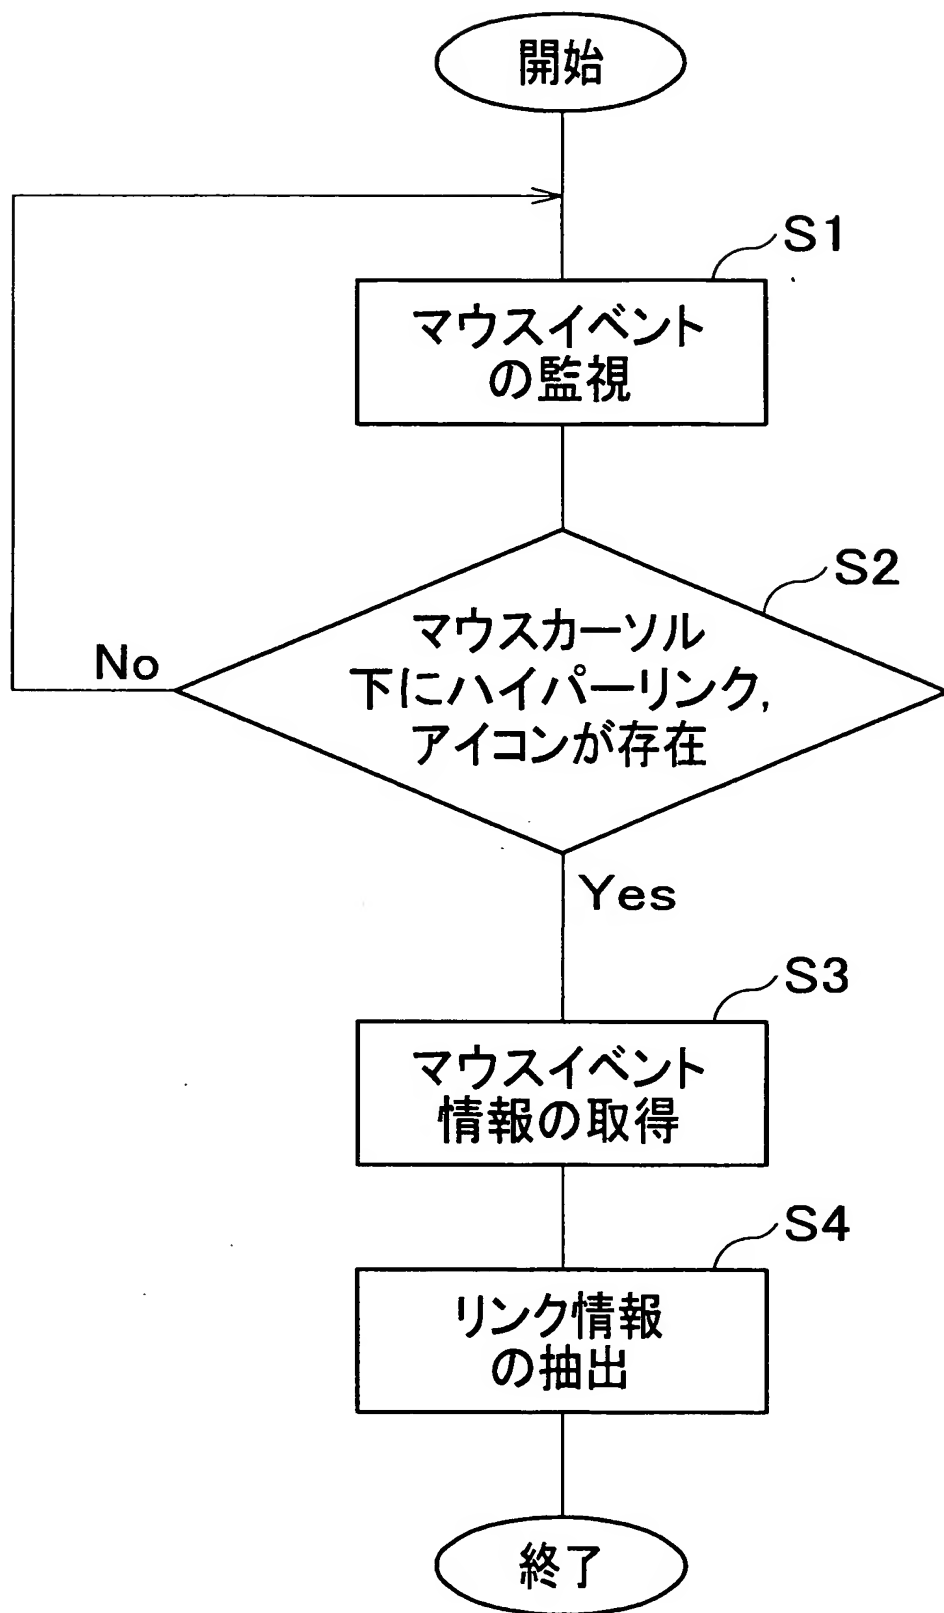 開始
S1
マウスイベント
の監視
S2
マウスカーソル
下にハイパーリンク,
アイコンが存在
No
Yes
S3
マウスイベント
情報の取得
S4
リンク情報
の抽出
終了